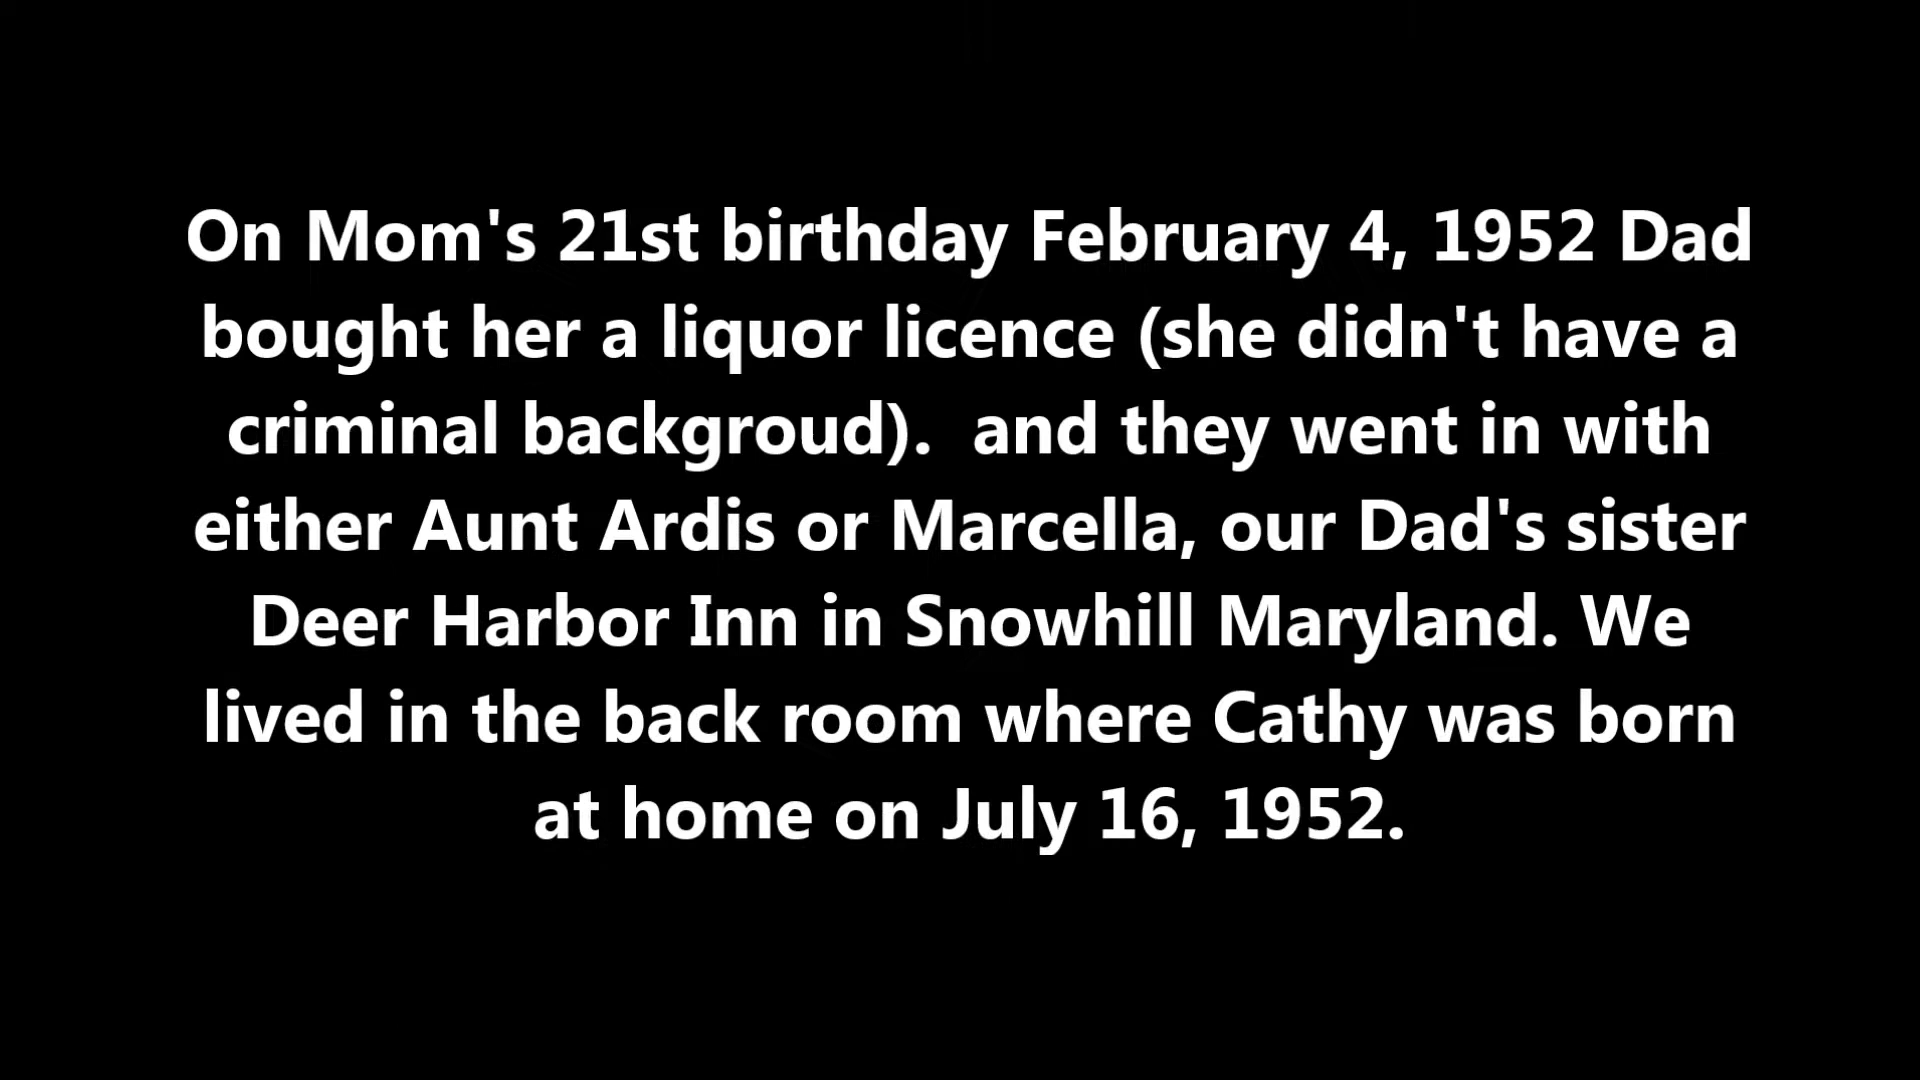 On Mom's 21st birthday February 4, 1952 Dad
bought her a liquor licence (she didn't have a
criminal backgroud).  and they went in with
either Aunt Ardis or Marcella, our Dad's sister
Deer Harbor Inn in Snowhill Maryland. We
lived in the back room where Cathy was born
at home on July 16, 1952.